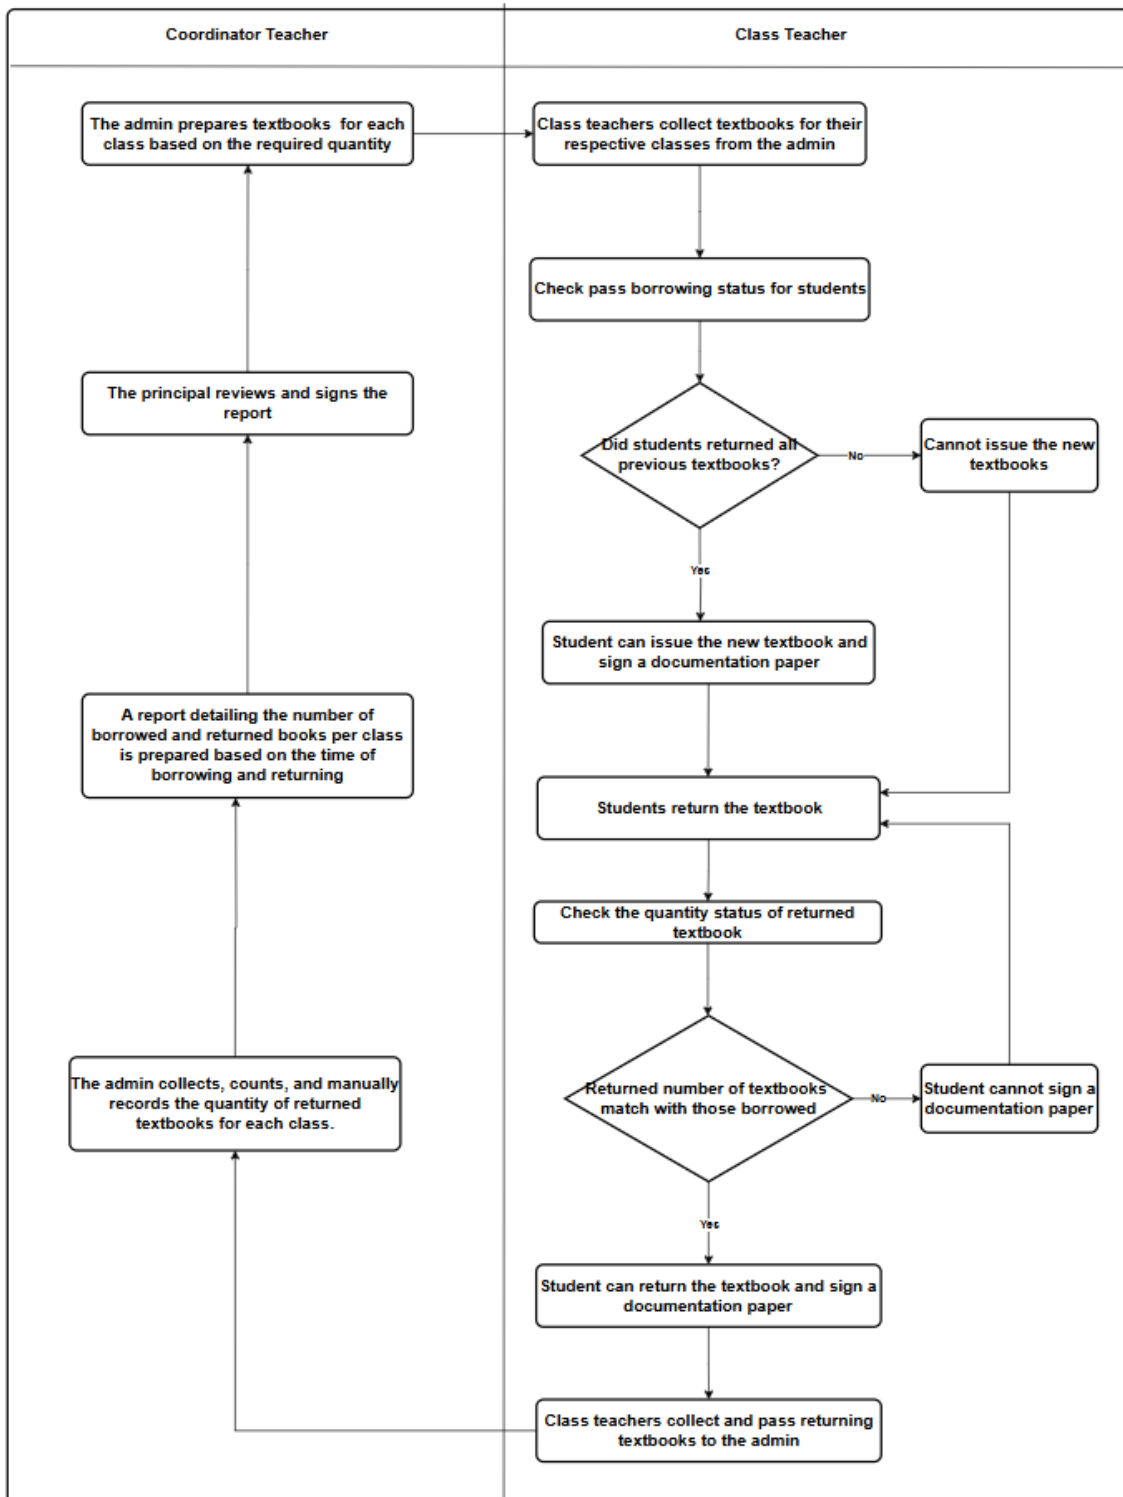 Coordinator Teacher
Class Teacher
The admin prepares textbooks for each
class based on the required quantity
Class teachers collect textbooks for their
respective classes from the admin
Check pass borrowing status for students
The principal reviews and signs the
report
Did students returned all
previous textbooks?
No
Cannot issue the new
textbooks
Yes
Student can issue the new textbook and
sign a documentation paper
A report detailing the number of
borrowed and returned books per class
is prepared based on the time of
borrowing and returning
Students return the textbook
Check the quantity status of returned
textbook
The admin collects, counts, and manually
records the quantity of returned
textbooks for each class.
Returned number of textbooks
match with those borrowed
No
Student cannot sign a
documentation paper
Yes
Student can return the textbook and sign a
documentation paper
Class teachers collect and pass returning
textbooks to the admin